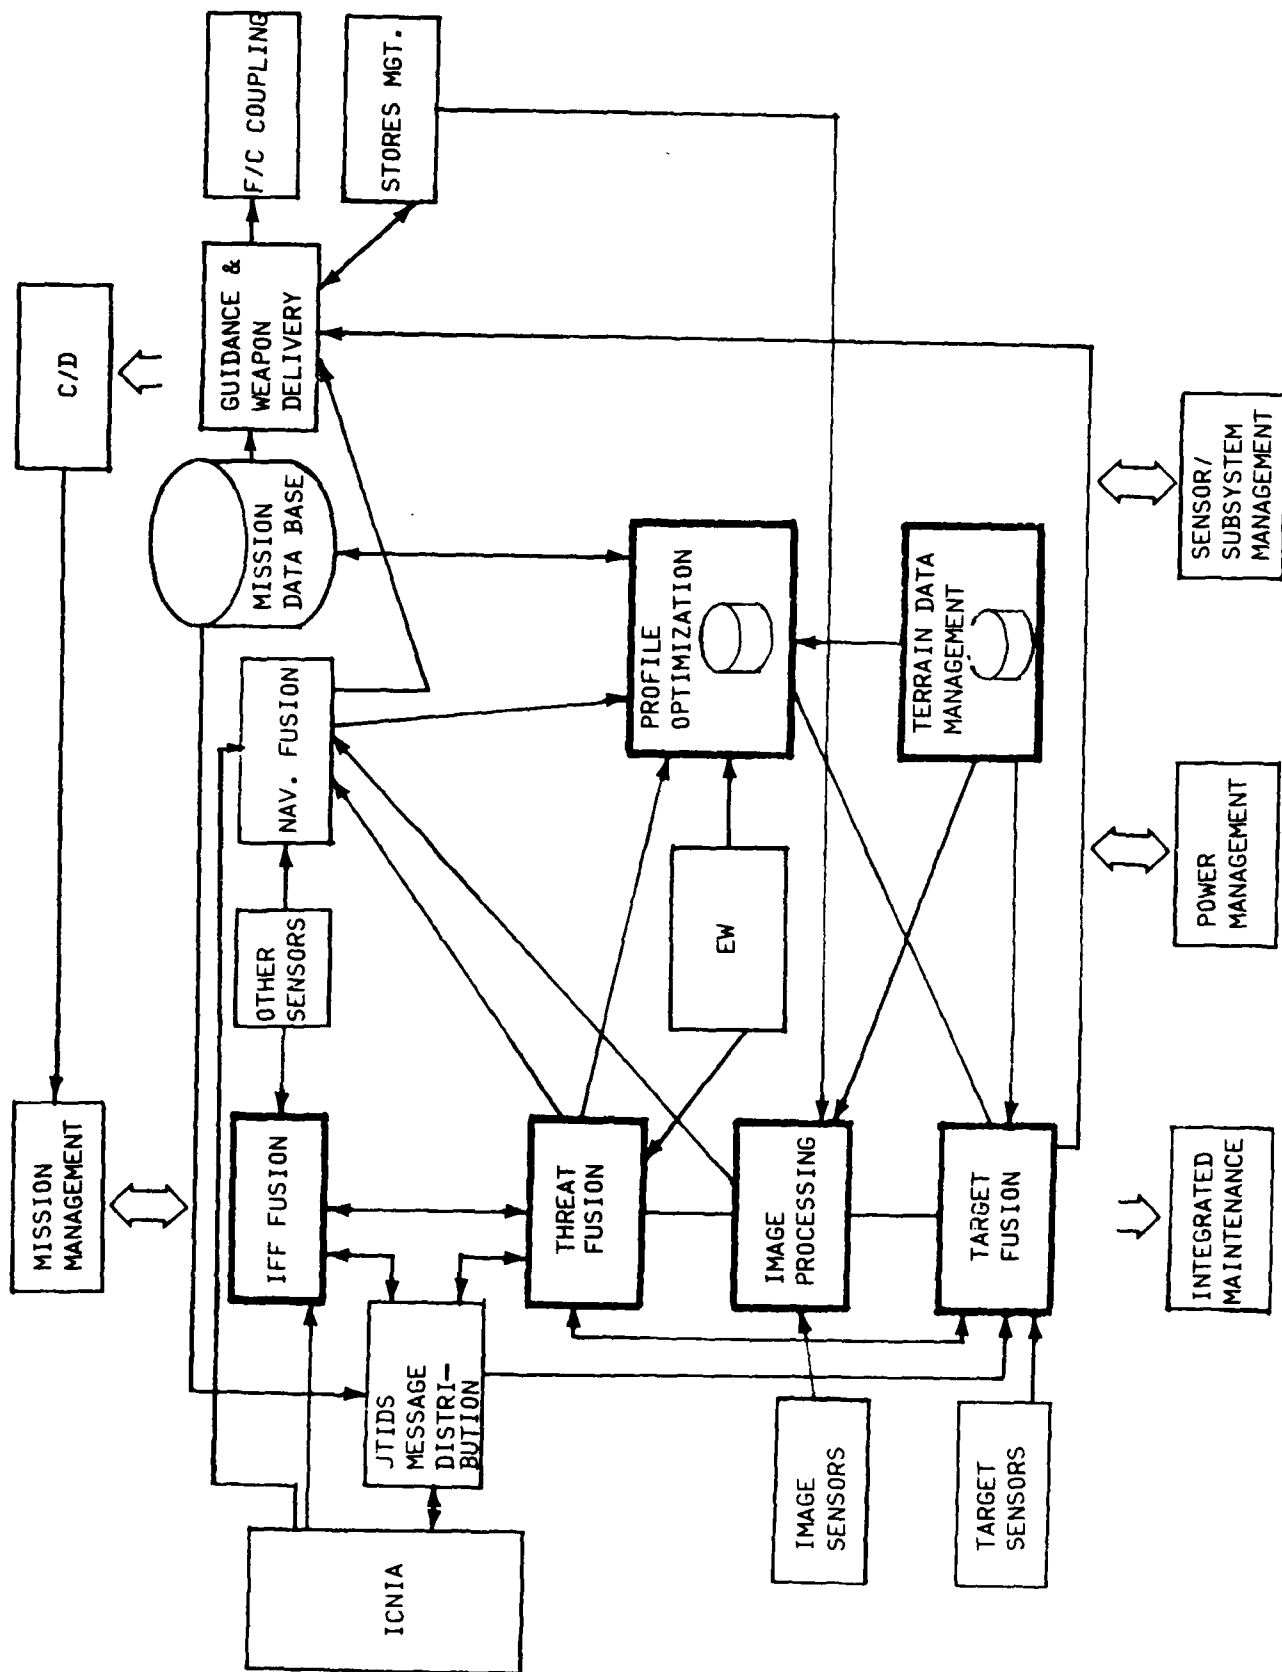 MISSION
MANAGEMENT
C/D
IFF FUSION
OTHER
SENSORS
NAV. FUSION
MISSION
DATA BASE
GUIDANCE &
WEAPON
DELIVERY
F/C COUPLING
STORES MGT.
ICNIA
JTIDS
MESSAGE
DISTRI-
BUTION
THREAT
FUSION
EW
PROFILE
OPTIMIZATION
IMAGE
SENSORS
IMAGE
PROCESSING
TERRAIN DATA
MANAGEMENT
TARGET
SENSORS
TARGET
FUSION
INTEGRATED
MAINTENANCE
POWER
MANAGEMENT
SENSOR/
SUBSYSTEM
MANAGEMENT